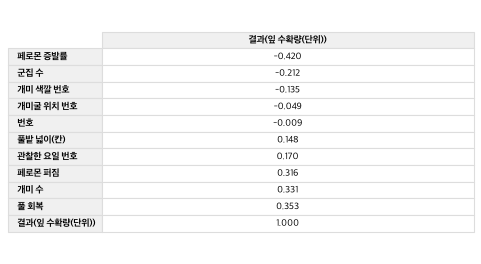 결과(잎 수확량(단위))
페로몬 증발률 -0.420
군집 수 -0.212
개미 색깔 번호 -0.135
개미굴 위치 번호 -0.049
번호 -0.009
풀밭 넓이(칸) 0.148
관찰한 요일 번호 0.170
페로몬 퍼짐 0.316
개미 수 0.331
풀 회복 0.353
결과(잎 수확량(단위)) 1.000